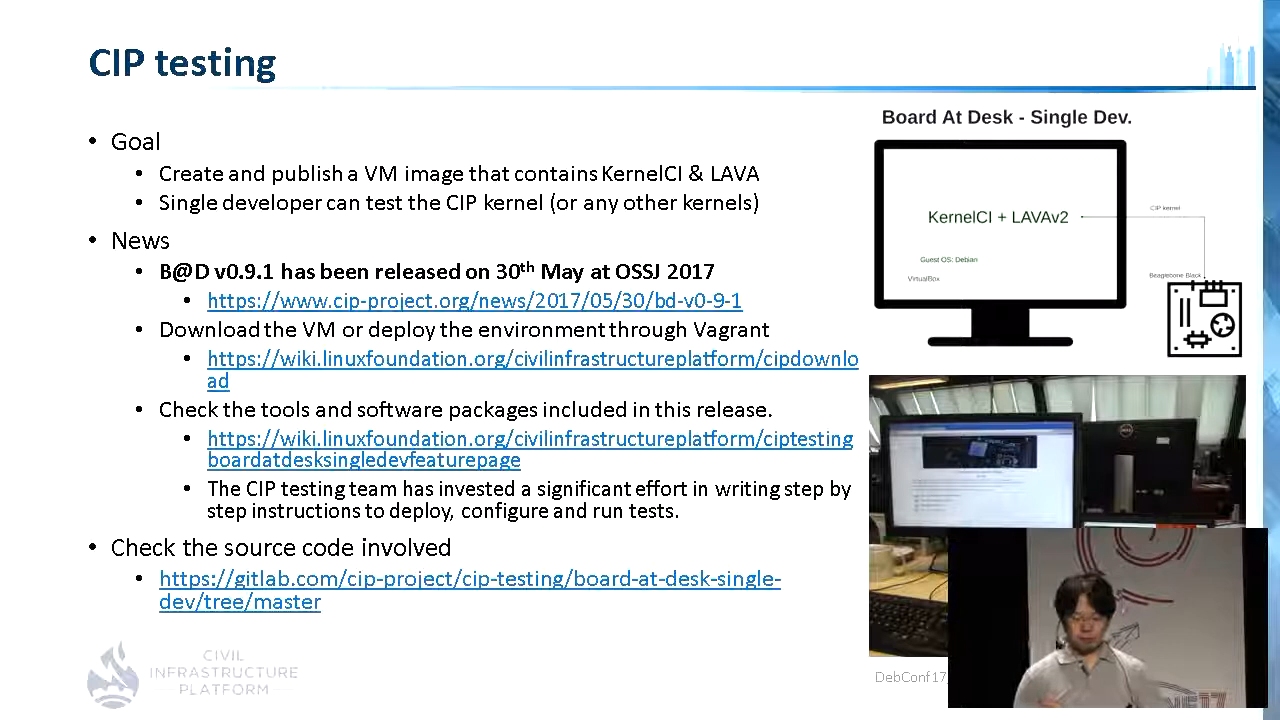 CIP testing
• Goal
• Create and publish a VM image that contains KernelCI & LAVA
• Single developer can test the CIP kernel (or any other kernels)
• News
• B@D v0.9.1 has been released on 30th May at OSSJ 2017
• https://www.cip-project.org/news/2017/05/30/bd-v0-9-1
• Download the VM or deploy the environment through Vagrant
• https://wiki.linuxfoundation.org/civilinfrastructureplatform/cipdownlo
ad
• Check the tools and software packages included in this release.
• https://wiki.linuxfoundation.org/civilinfrastructureplatform/ciptesting
boardatdesksingledevfeaturepage
• The CIP testing team has invested a significant effort in writing step by
step instructions to deploy, configure and run tests.
• Check the source code involved
• https://gitlab.com/cip-project/cip-testing/board-at-desk-single-
dev/tree/master
Board At Desk - Single Dev.
KernelCI + LAVAv2
CIP kernel
Guest OS: Debian
VirtualBox
Beaglebone Black
DELL
CIVIL
INFRASTRUCTURE
PLATFORM
DebConf17